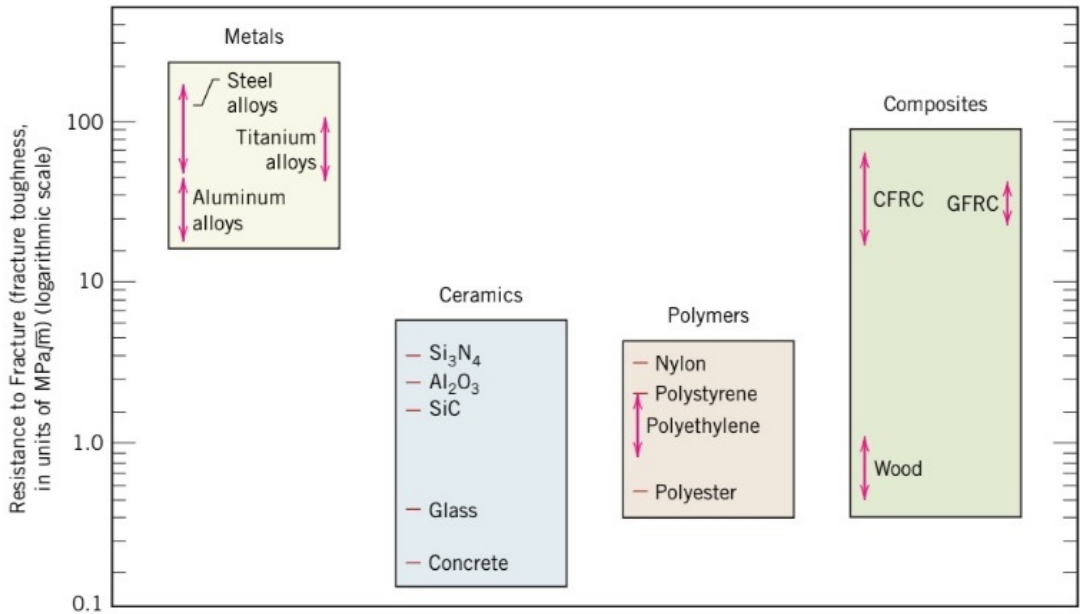 Resistance to Fracture (fracture toughness,
in units of MPa√m) (logarithmic scale)
100
10
1.0
0.1
Metals
Steel
alloys
Titanium
alloys
Aluminum
alloys
Ceramics
Si₃N₄
Al₂O₃
SiC
Glass
Concrete
Polymers
Nylon
Polystyrene
Polyethylene
Polyester
Composites
CFRC
GFRC
Wood